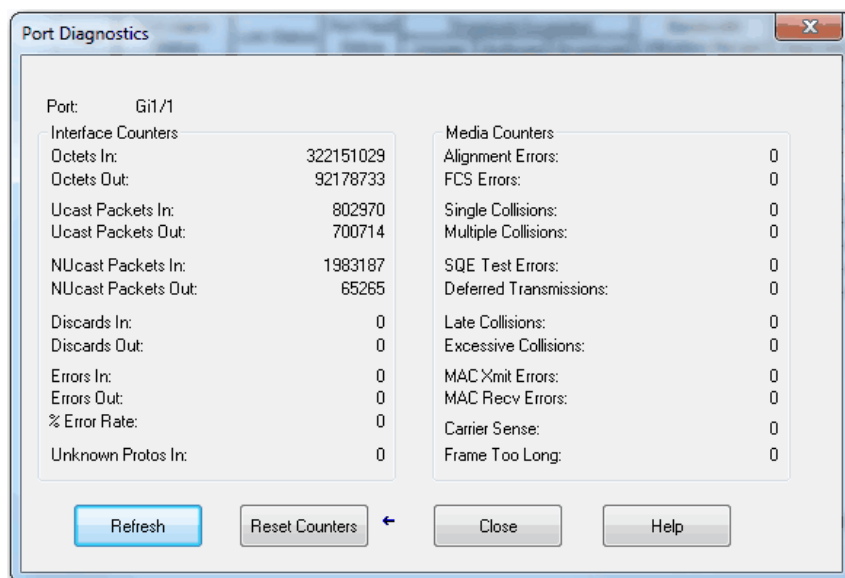 Port Diagnostics
Port: Gi1/1
Interface Counters
Octets In: 322151029
Octets Out: 92178733
Ucast Packets In: 802970
Ucast Packets Out: 700714
NUcast Packets In: 1983187
NUcast Packets Out: 65265
Discards In: 0
Discards Out: 0
Errors In: 0
Errors Out: 0
% Error Rate: 0
Unknown Protos In: 0
Media Counters
Alignment Errors: 0
FCS Errors: 0
Single Collisions: 0
Multiple Collisions: 0
SQE Test Errors: 0
Deferred Transmissions: 0
Late Collisions: 0
Excessive Collisions: 0
MAC Xmit Errors: 0
MAC Recv Errors: 0
Carrier Sense: 0
Frame Too Long: 0
Refresh
Reset Counters
Close
Help